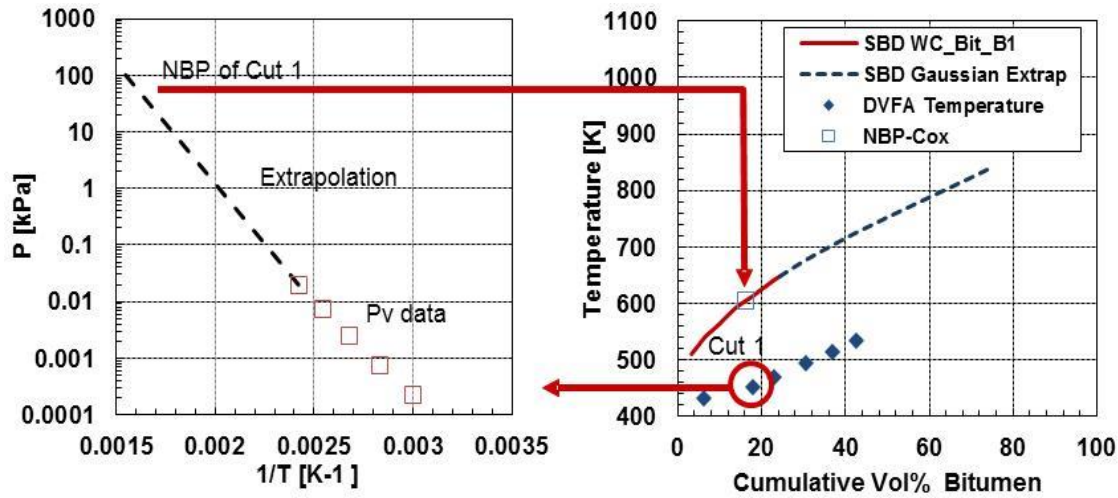 1000
100
10
1
0.1
0.01
0.001
0.0001
P [kPa]
NBP of Cut 1
Extrapolation
Pv data
0.0015 0.002 0.0025 0.003 0.0035
1/T [K-1 ]
1100
1000
900
800
700
600
500
400
Temperature [K]
SBD WC_Bit_B1
SBD Gaussian Extrap
DVFA Temperature
NBP-Cox
Cut 1
0 20 40 60 80 100
Cumulative Vol% Bitumen